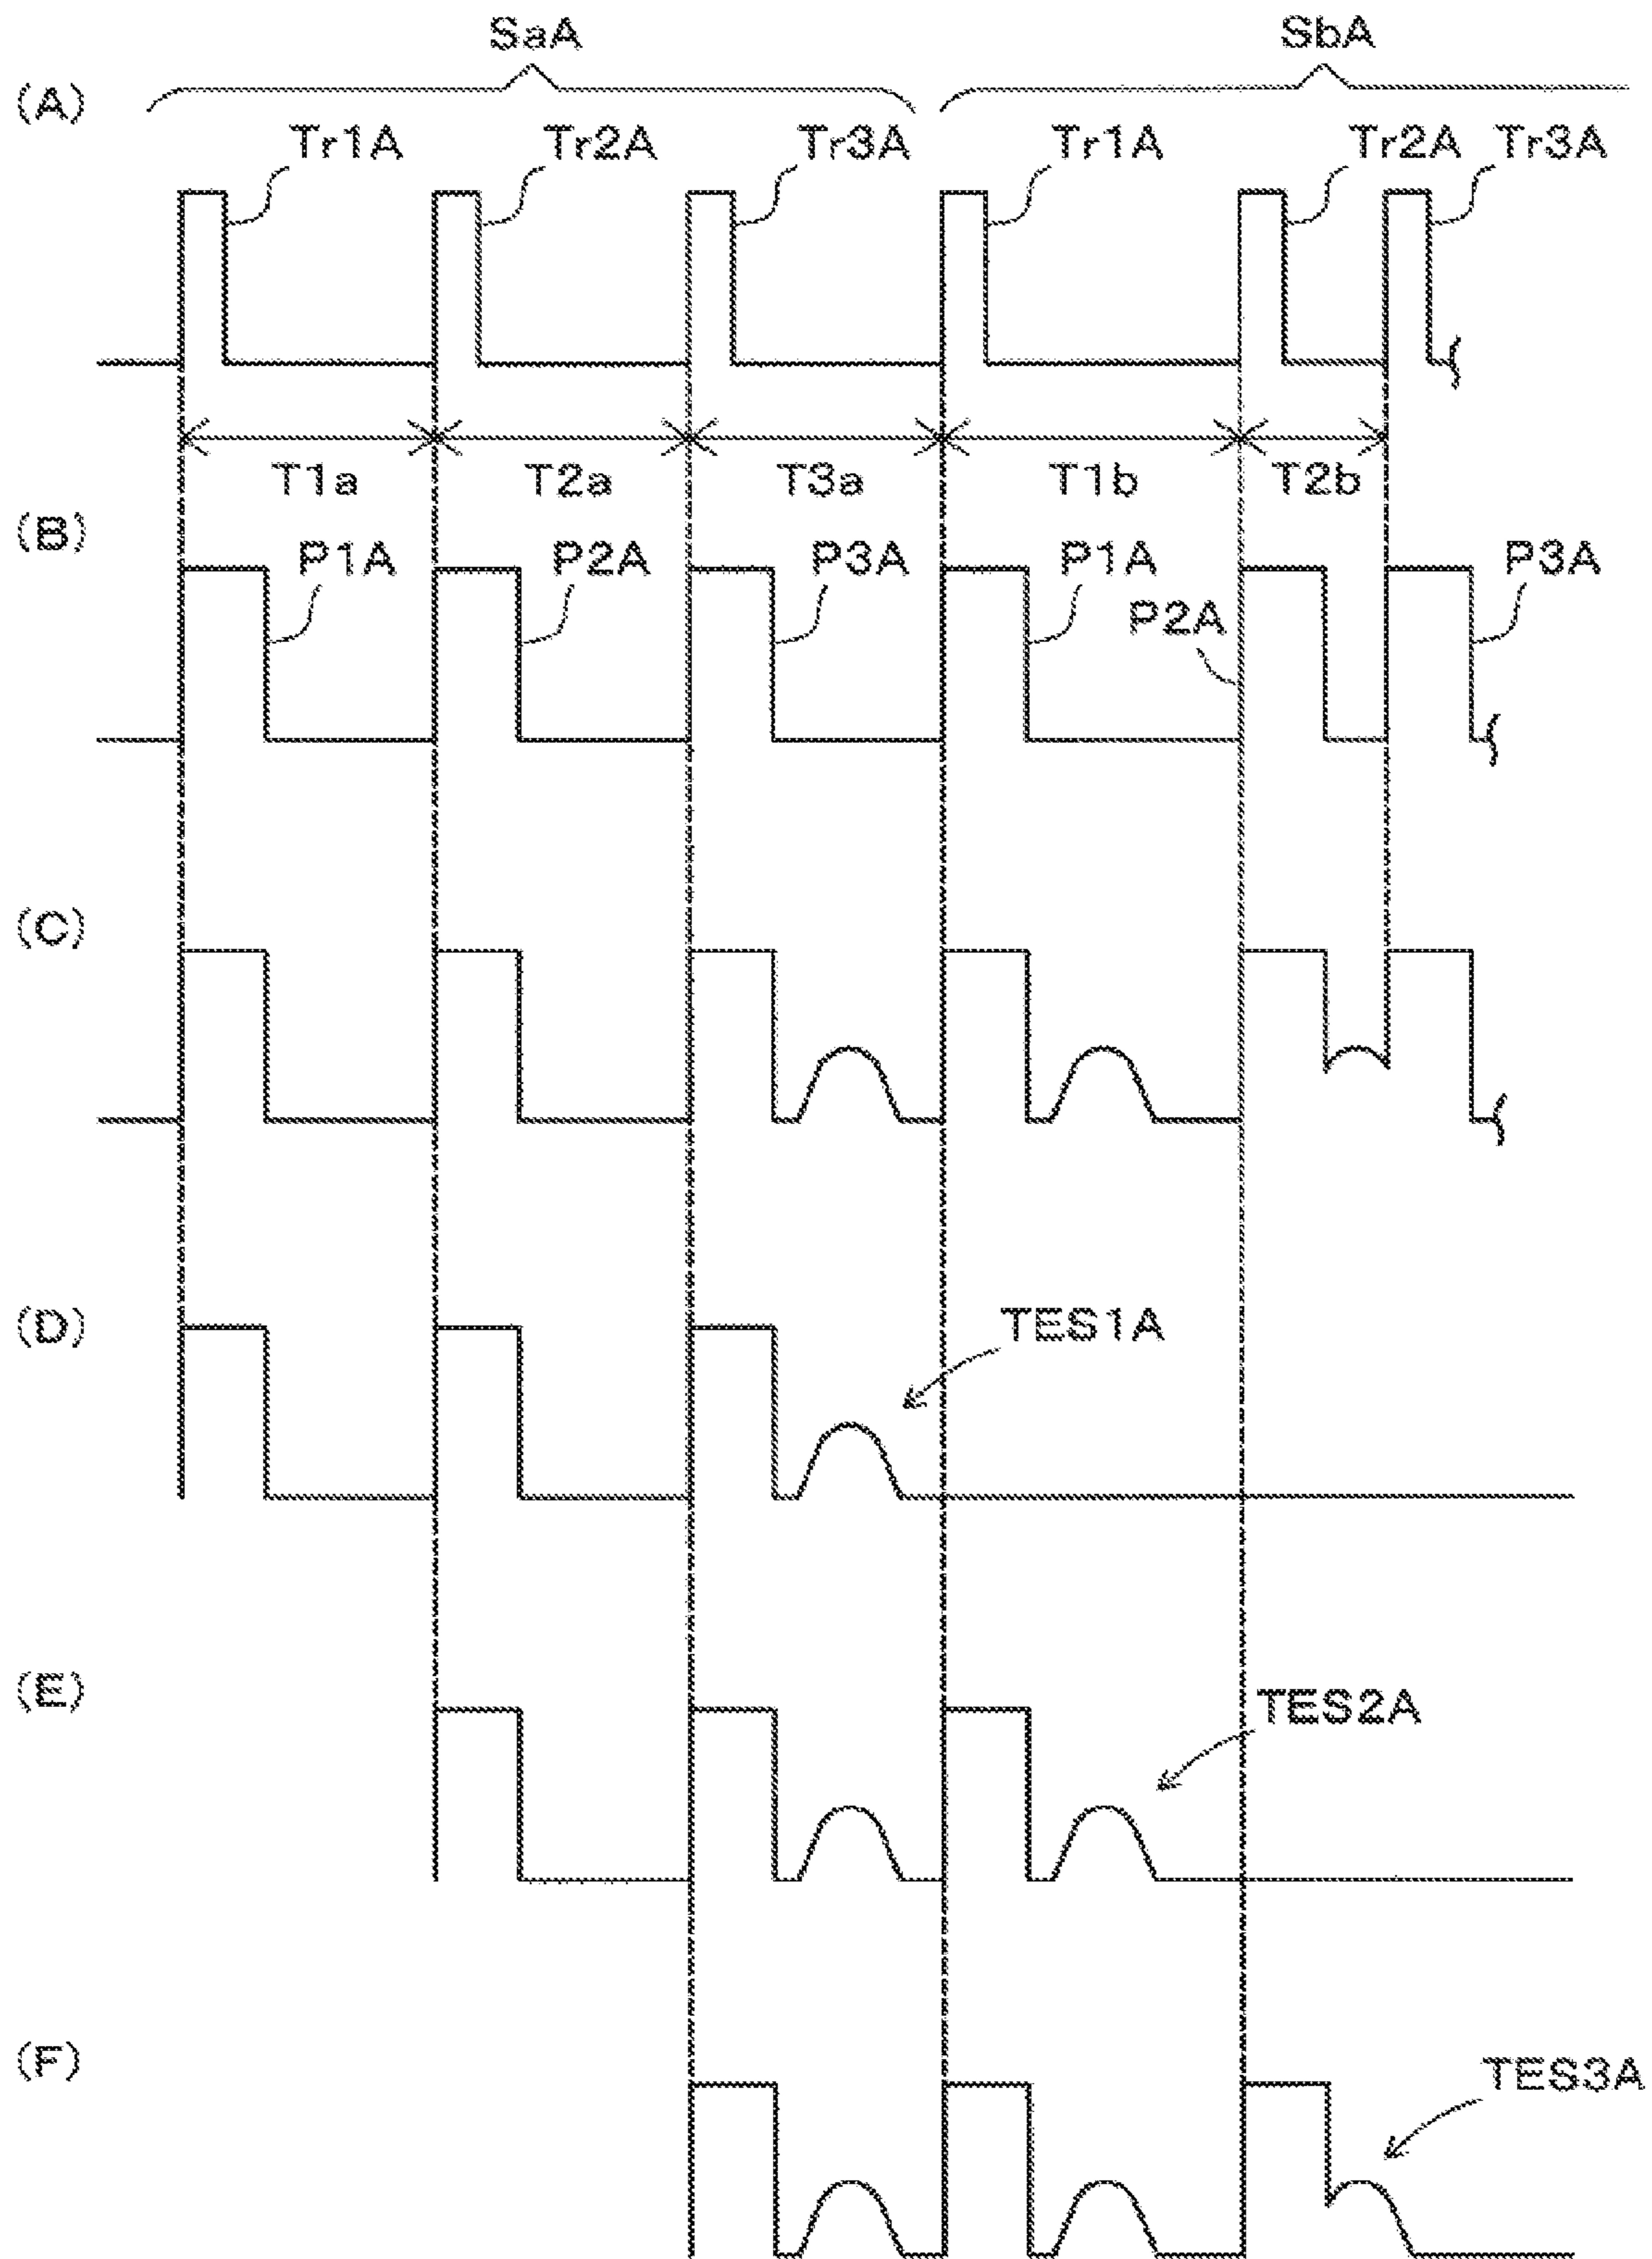 SaA SbA
(A)
Tr1A Tr2A Tr3A Tr1A Tr2A Tr3A
T1a T2a T3a T1b T2b
(B)
P1A P2A P3A P1A P2A P3A
(C)
(D)
TES1A
(E)
TES2A
(F)
TES3A